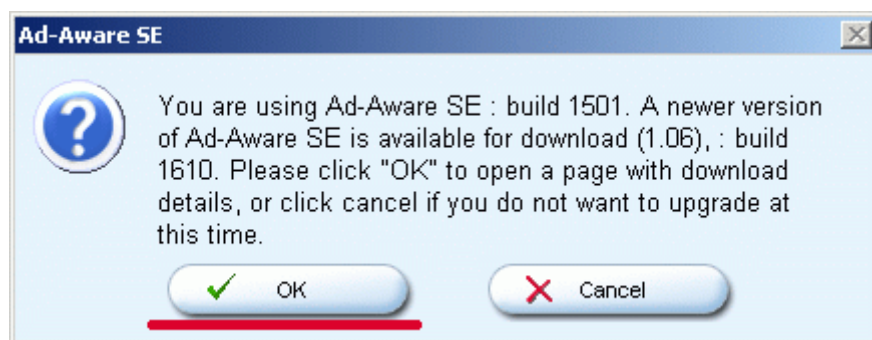 Ad-Aware SE
You are using Ad-Aware SE : build 1501. A newer version
of Ad-Aware SE is available for download (1.06), : build
1610. Please click "OK" to open a page with download
details, or click cancel if you do not want to upgrade at
this time.
OK
Cancel